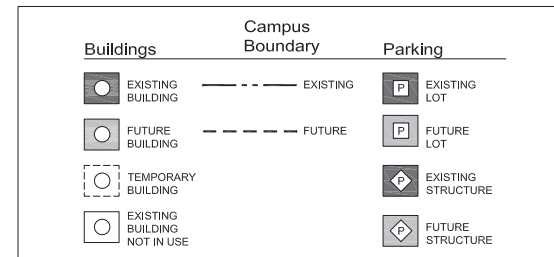 Buildings
EXISTING
BUILDING
FUTURE
BUILDING
TEMPORARY
BUILDING
EXISTING
BUILDING
NOT IN USE
Campus
Boundary
EXISTING
FUTURE
Parking
P EXISTING
LOT
P FUTURE
LOT
P EXISTING
STRUCTURE
P FUTURE
STRUCTURE